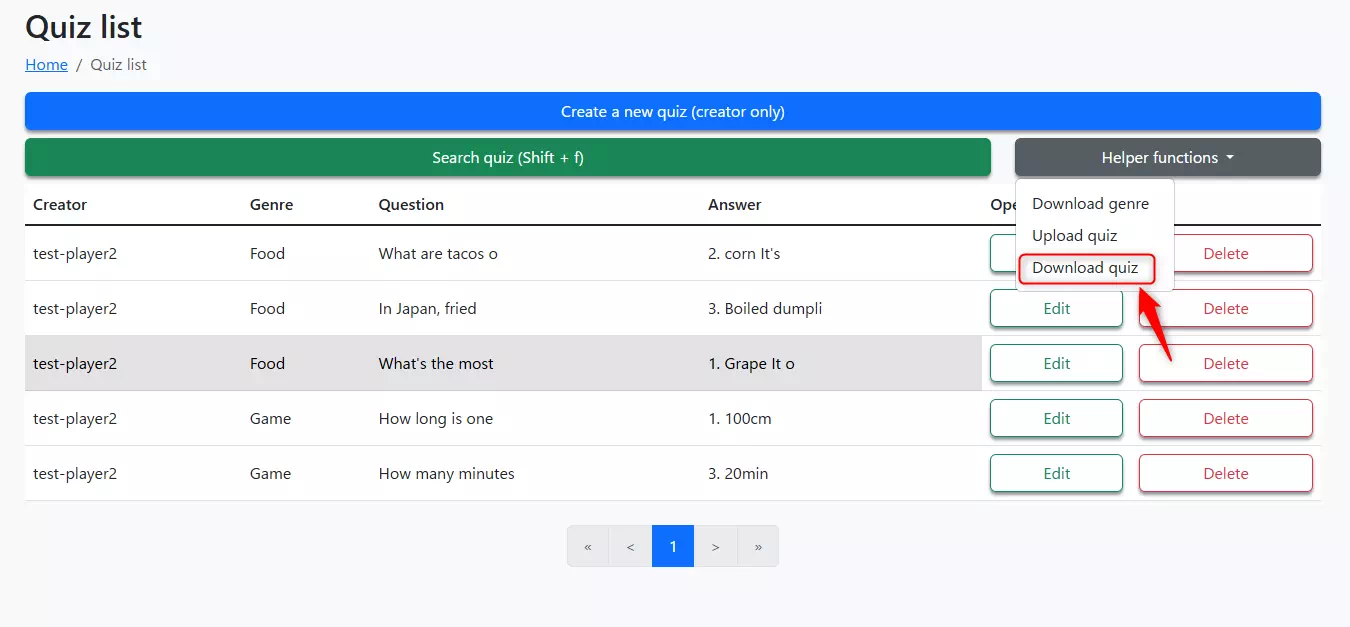 Quiz list
Home / Quiz list
Create a new quiz (creator only)
Search quiz (Shift + f)
Helper functions
Download genre
Upload quiz
Download quiz
Creator Genre Question Answer
test-player2 Food What are tacos o 2. corn It's Delete
test-player2 Food In Japan, fried 3. Boiled dumpli Edit Delete
test-player2 Food What's the most 1. Grape It o Edit Delete
test-player2 Game How long is one 1. 100cm Edit Delete
test-player2 Game How many minutes 3. 20min Edit Delete
« < 1 > »